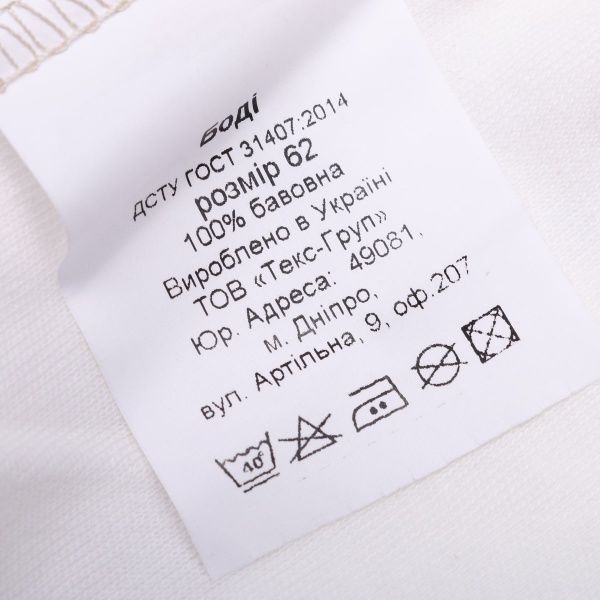 Боді
ДСТУ ГОСТ 31407:2014
розмір 62
100% бавовна
Вироблено в Україні
ТОВ «Текс-Груп»
Юр. Адреса: 49081,
м. Дніпро,
вул. Артільна, 9, оф.207
40°